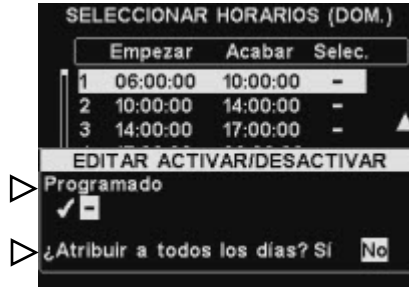 SELECCIONAR HORARIOS (DOM.)
Empezar Acabar Selec.
1 06:00:00 10:00:00 -
2 10:00:00 14:00:00 -
3 14:00:00 17:00:00 -
EDITAR ACTIVAR/DESACTIVAR
Programado
✓ -
¿Atribuir a todos los días? Sí No